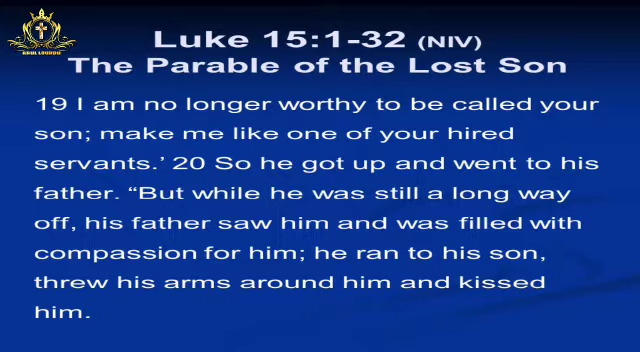 Luke 15:1-32 (NIV)
The Parable of the Lost Son
19 I am no longer worthy to be called your
son; make me like one of your hired
servants.’ 20 So he got up and went to his
father. “But while he was still a long way
off, his father saw him and was filled with
compassion for him; he ran to his son,
threw his arms around him and kissed
him.